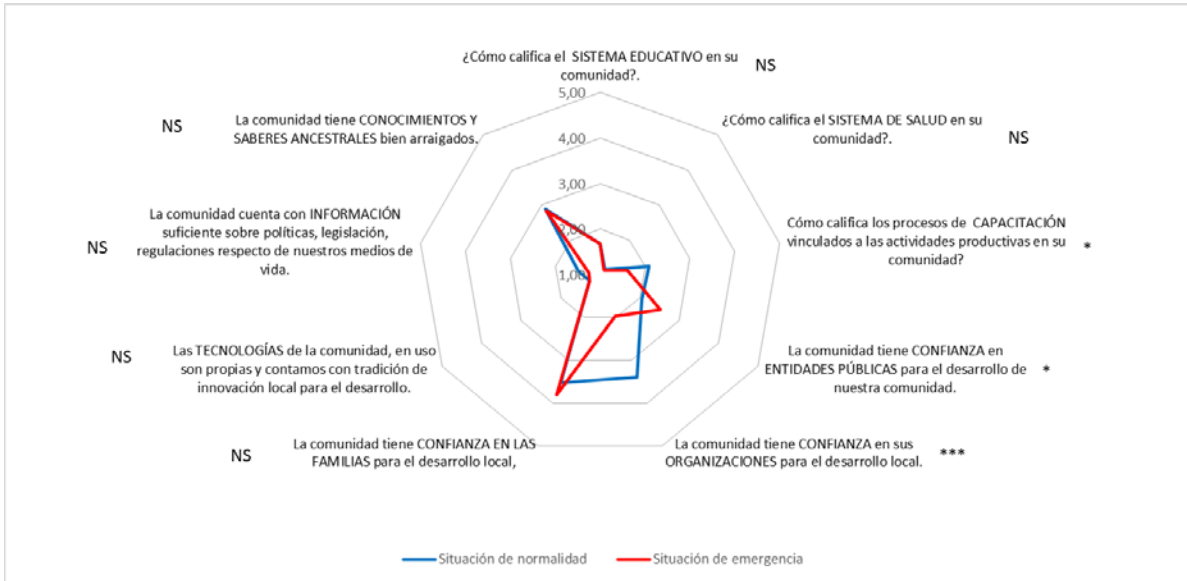 ¿Cómo califica el SISTEMA EDUCATIVO en su
comunidad?.
NS
5,00
4,00
3,00
2,00
1,00
¿Cómo califica el SISTEMA DE SALUD en su
comunidad?.
NS
Cómo califica los procesos de CAPACITACIÓN
vinculados a las actividades productivas en su
comunidad?
*
La comunidad tiene CONFIANZA en
ENTIDADES PÚBLICAS para el desarrollo de
nuestra comunidad.
*
La comunidad tiene CONFIANZA en sus
ORGANIZACIONES para el desarrollo local.
***
La comunidad tiene CONFIANZA EN LAS
FAMILIAS para el desarrollo local,
NS
Las TECNOLOGÍAS de la comunidad, en uso
son propias y contamos con tradición de
innovación local para el desarrollo.
NS
La comunidad cuenta con INFORMACIÓN
suficiente sobre políticas, legislación,
regulaciones respecto de nuestros medios de
vida.
NS
La comunidad tiene CONOCIMIENTOS Y
SABERES ANCESTRALES bien arraigados.
NS
Situación de normalidad
Situación de emergencia